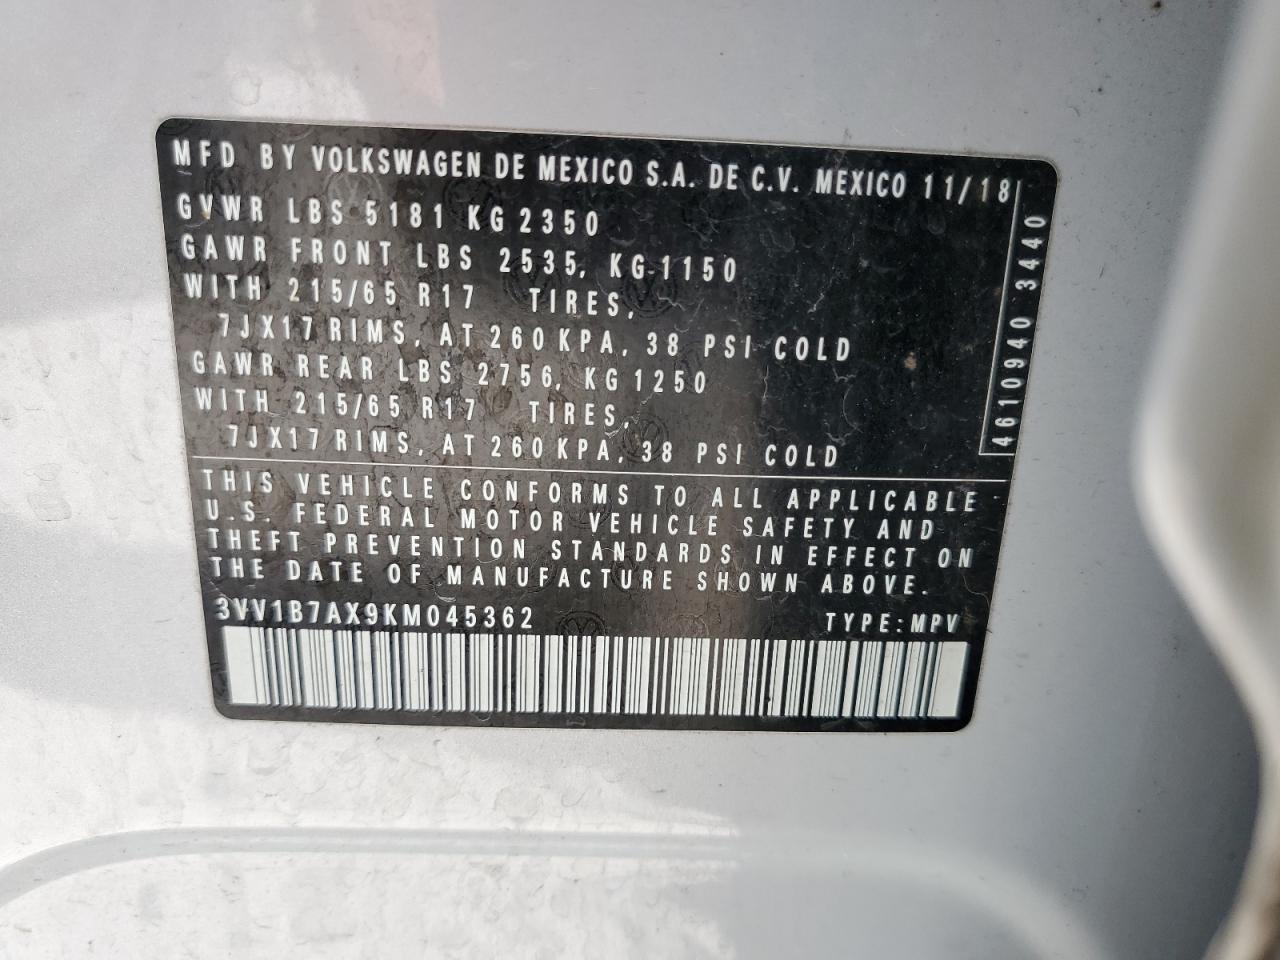 MFD BY VOLKSWAGEN DE MEXICO S.A. DE C.V. MEXICO 11/18
GVWR LBS 5181 KG 2350
GAWR FRONT LBS 2535, KG 1150
WITH 215/65 R17 TIRES,
7JX17 RIMS, AT 260 KPA, 38 PSI COLD
GAWR REAR LBS 2756, KG 1250
WITH 215/65 R17 TIRES,
7JX17 RIMS, AT 260 KPA, 38 PSI COLD
4610940 3440
THIS VEHICLE CONFORMS TO ALL APPLICABLE
U.S. FEDERAL MOTOR VEHICLE SAFETY AND
THEFT PREVENTION STANDARDS IN EFFECT ON
THE DATE OF MANUFACTURE SHOWN ABOVE.
3VV1B7AX9KM045362 TYPE: MPV